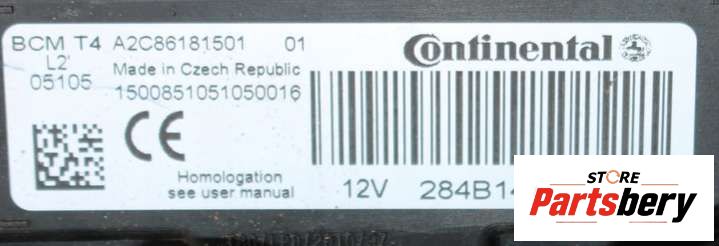 BCM T4 A2C86181501 01
L2'
05105
Made in Czech Republic
1500851051050016
CE
Homologation
see user manual
Continental
12V
STORE
Partsbery